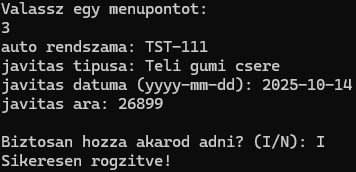 Valassz egy menupontot:
3
auto rendszama: TST-111
javitas tipusa: Teli gumi csere
javitas datuma (yyyy-mm-dd): 2025-10-14
javitas ara: 26899

Biztosan hozza akarod adni? (I/N): I
Sikeresen rogzitve!